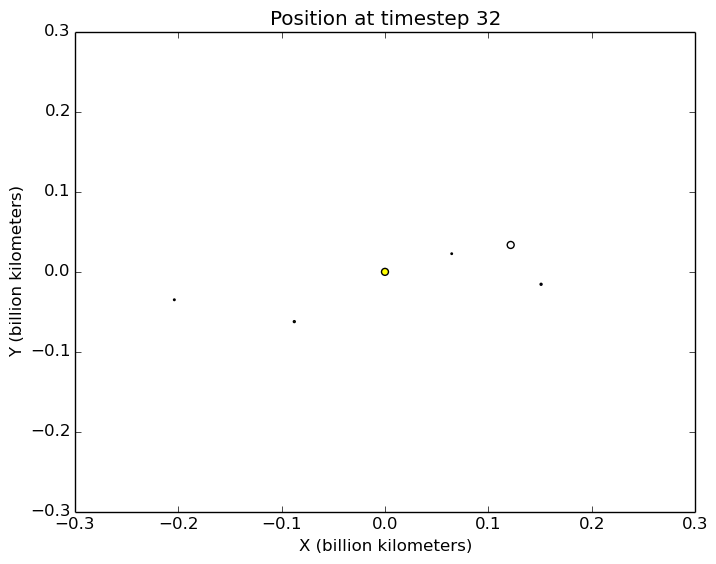 Position at timestep 32
0.3
0.2
0.1
0.0
−0.1
−0.2
−0.3
Y (billion kilometers)
−0.3 −0.2 −0.1 0.0 0.1 0.2 0.3
X (billion kilometers)